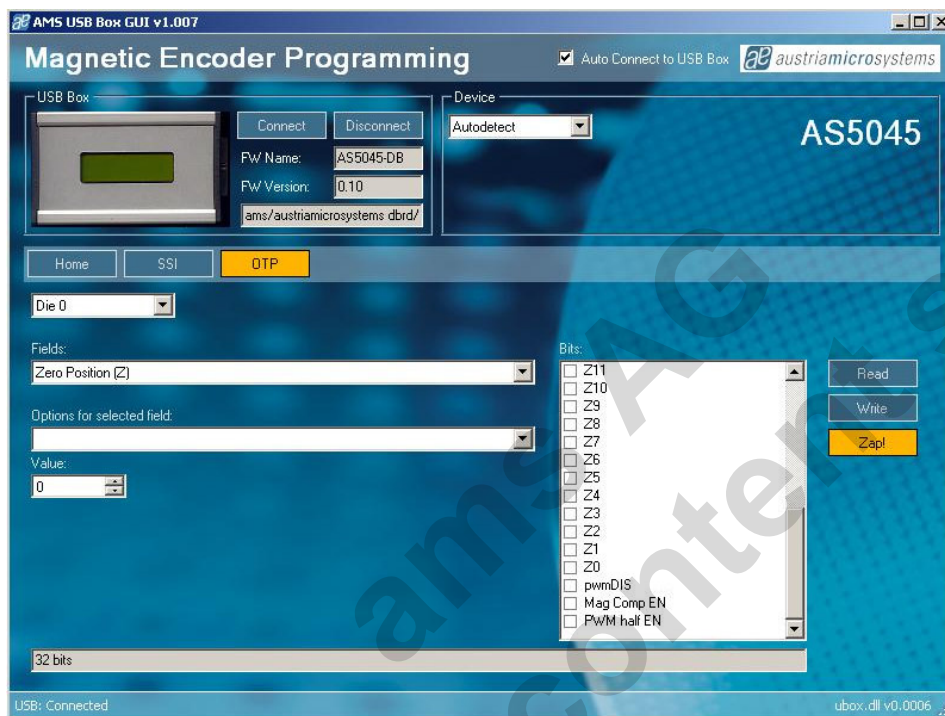 AMS USB Box GUI v1.007
Magnetic Encoder Programming
Auto Connect to USB Box
austriamicrosystems
USB Box
Connect Disconnect
FW Name: AS5045-DB
FW Version: 0.10
ams/austriamicrosystems dbrd/
Device
Autodetect
AS5045
Home SSI OTP
Die 0
Fields:
Zero Position (Z)
Options for selected field:
Value:
0
Bits:
Z11
Z10
Z9
Z8
Z7
Z6
Z5
Z4
Z3
Z2
Z1
Z0
pwmDIS
Mag Comp EN
PWM half EN
Read
Write
Zap!
32 bits
USB: Connected
ubox.dll v0.0006
ams AG
content s